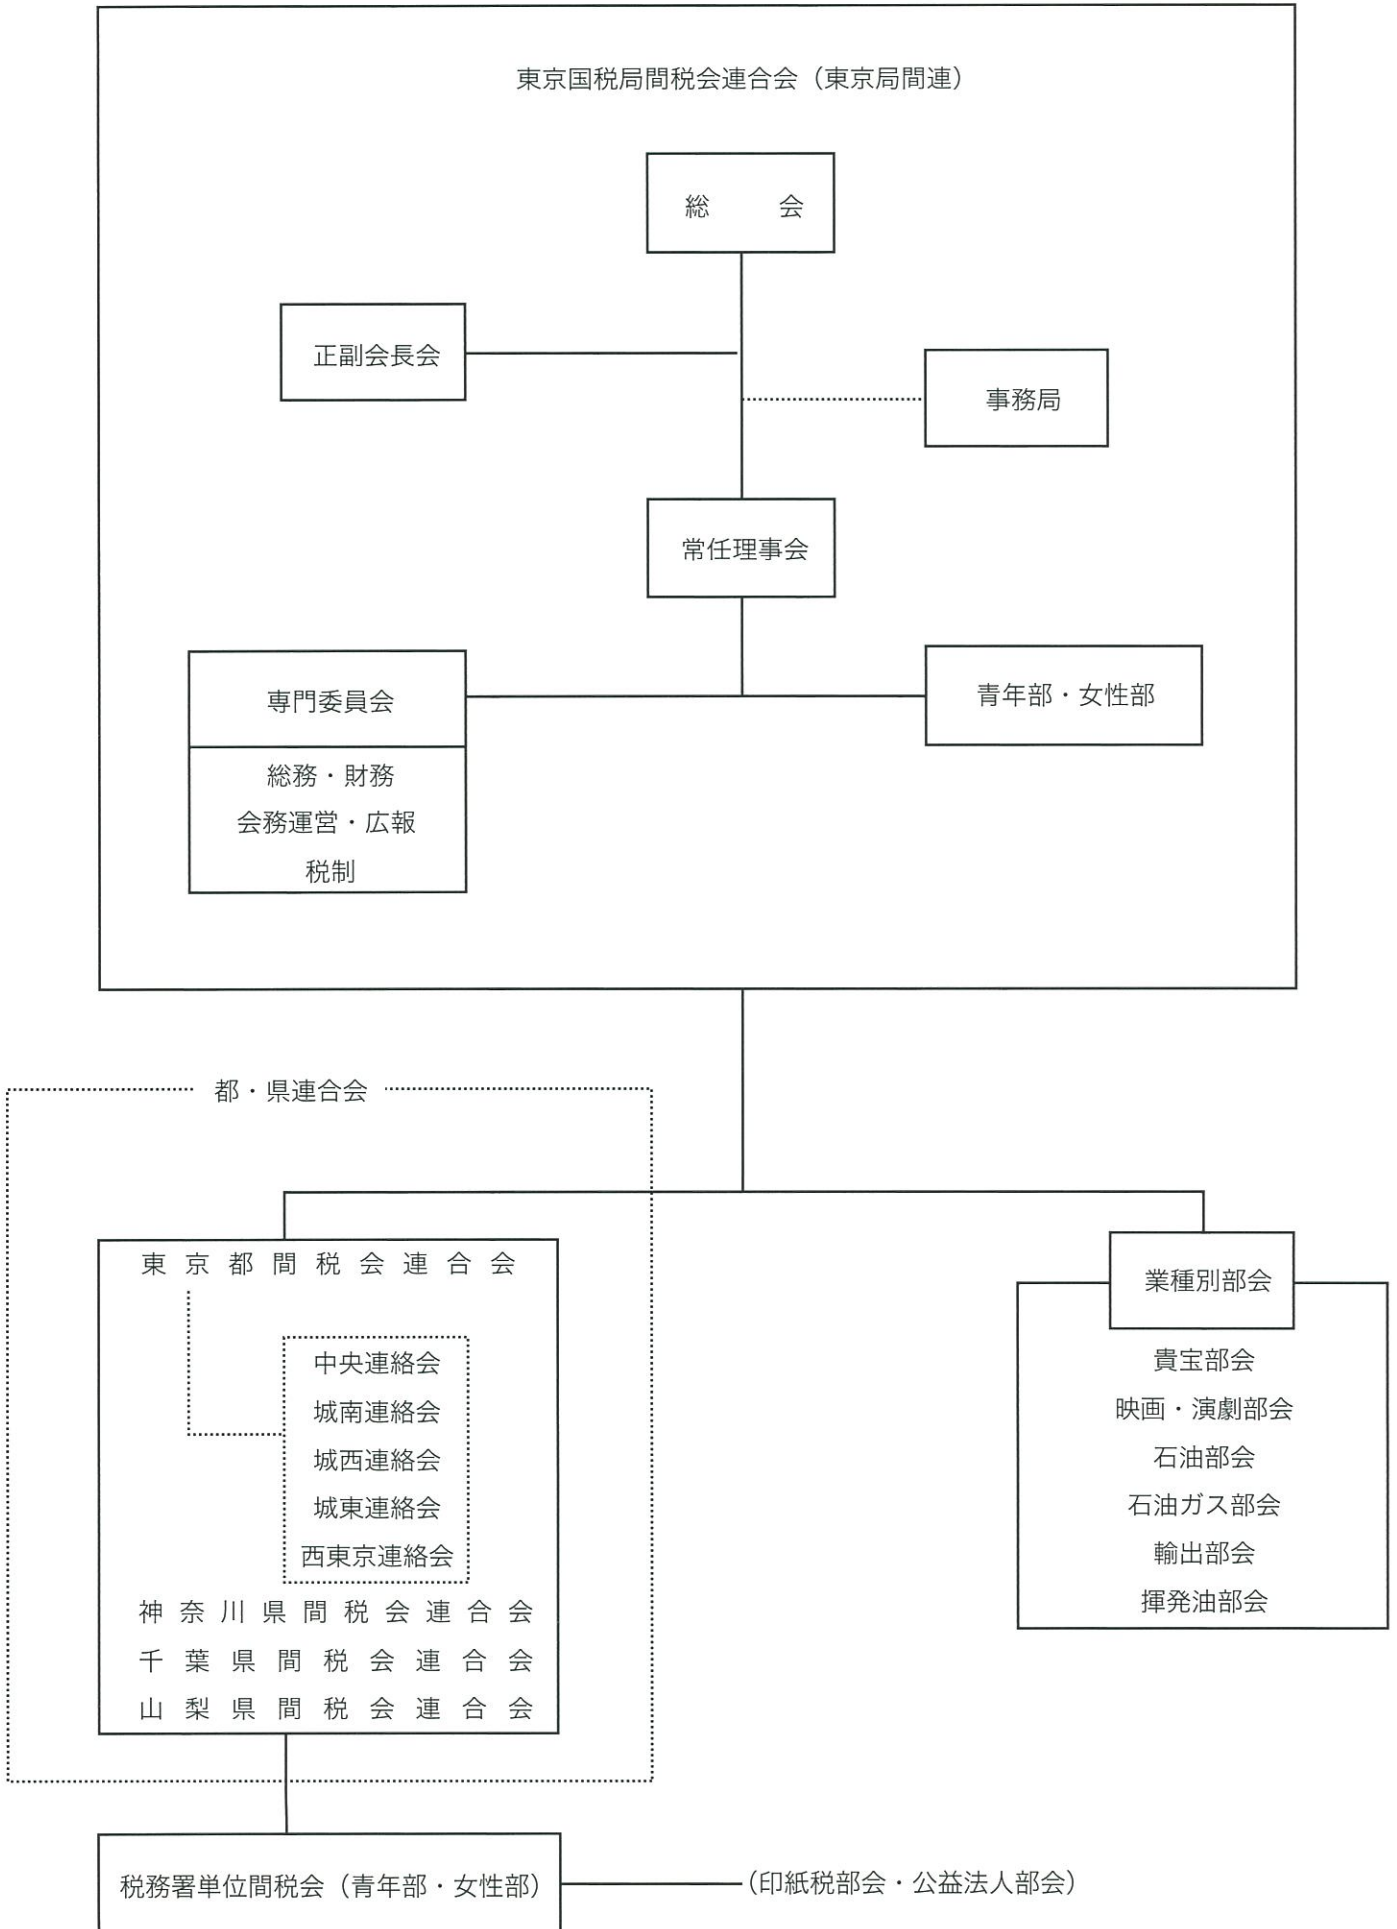 東京国税局間税会連合会（東京局間連）
総　会
正副会長会
事務局
常任理事会
専門委員会
青年部・女性部
総務・財務
会務運営・広報
税制
都・県連合会
東京都間税会連合会
中央連絡会
城南連絡会
城西連絡会
城東連絡会
西東京連絡会
神奈川県間税会連合会
千葉県間税会連合会
山梨県間税会連合会
業種別部会
貴宝部会
映画・演劇部会
石油部会
石油ガス部会
輸出部会
揮発油部会
税務署単位間税会（青年部・女性部）
（印紙税部会・公益法人部会）